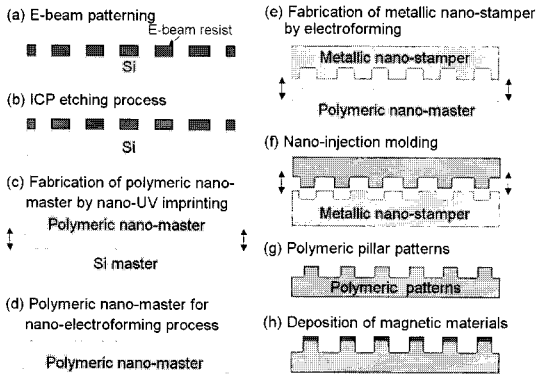 (a) E-beam patterning
E-beam resist
Si
(b) ICP etching process
Si
(c) Fabrication of polymeric nano-
master by nano-UV imprinting
Polymeric nano-master
Si master
(d) Polymeric nano-master for
nano-electroforming process
Polymeric nano-master
(e) Fabrication of metallic nano-stamper
by electroforming
Metallic nano-stamper
Polymeric nano-master
(f) Nano-injection molding
Metallic nano-stamper
(g) Polymeric pillar patterns
Polymeric patterns
(h) Deposition of magnetic materials